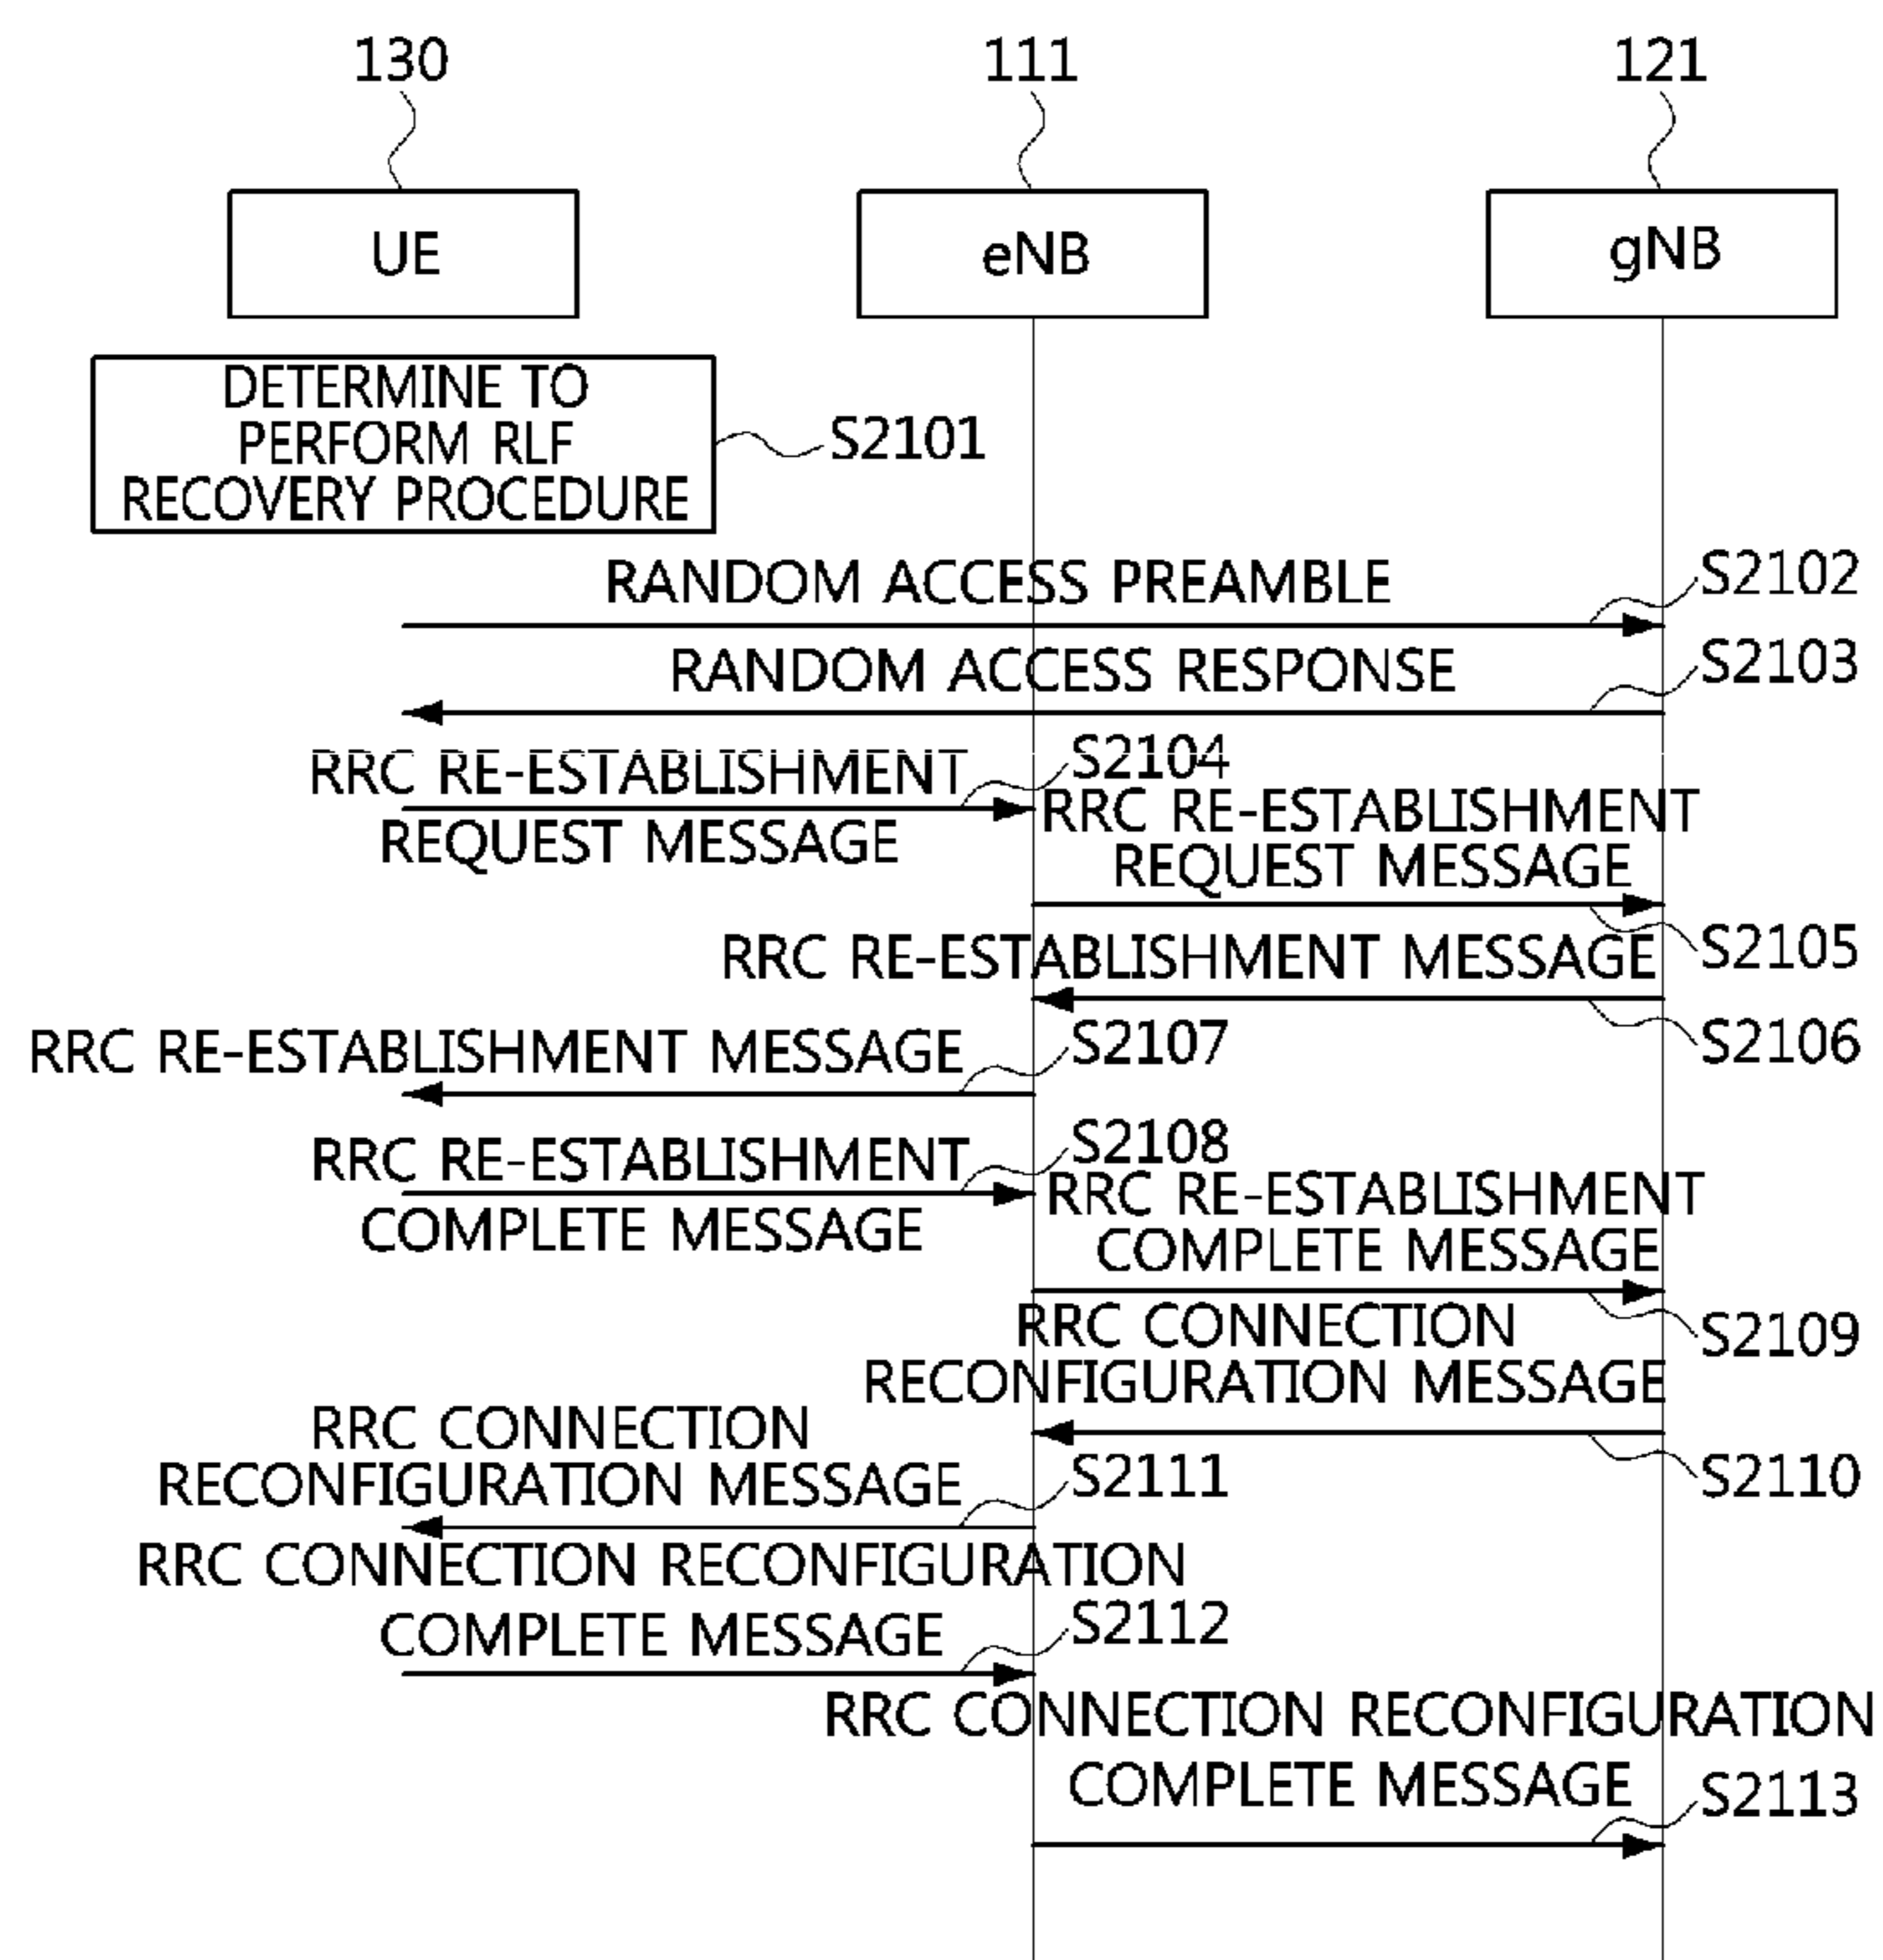 130
111
121
UE
eNB
gNB
DETERMINE TO
PERFORM RLF
RECOVERY PROCEDURE
S2101
RANDOM ACCESS PREAMBLE
S2102
RANDOM ACCESS RESPONSE
S2103
RRC RE-ESTABLISHMENT
REQUEST MESSAGE
S2104
RRC RE-ESTABLISHMENT
REQUEST MESSAGE
S2105
RRC RE-ESTABLISHMENT MESSAGE
S2106
RRC RE-ESTABLISHMENT MESSAGE
S2107
RRC RE-ESTABLISHMENT
COMPLETE MESSAGE
S2108
RRC RE-ESTABLISHMENT
COMPLETE MESSAGE
S2109
RRC CONNECTION
RECONFIGURATION MESSAGE
S2110
RRC CONNECTION
RECONFIGURATION MESSAGE
S2111
RRC CONNECTION RECONFIGURATION
COMPLETE MESSAGE
S2112
RRC CONNECTION RECONFIGURATION
COMPLETE MESSAGE
S2113